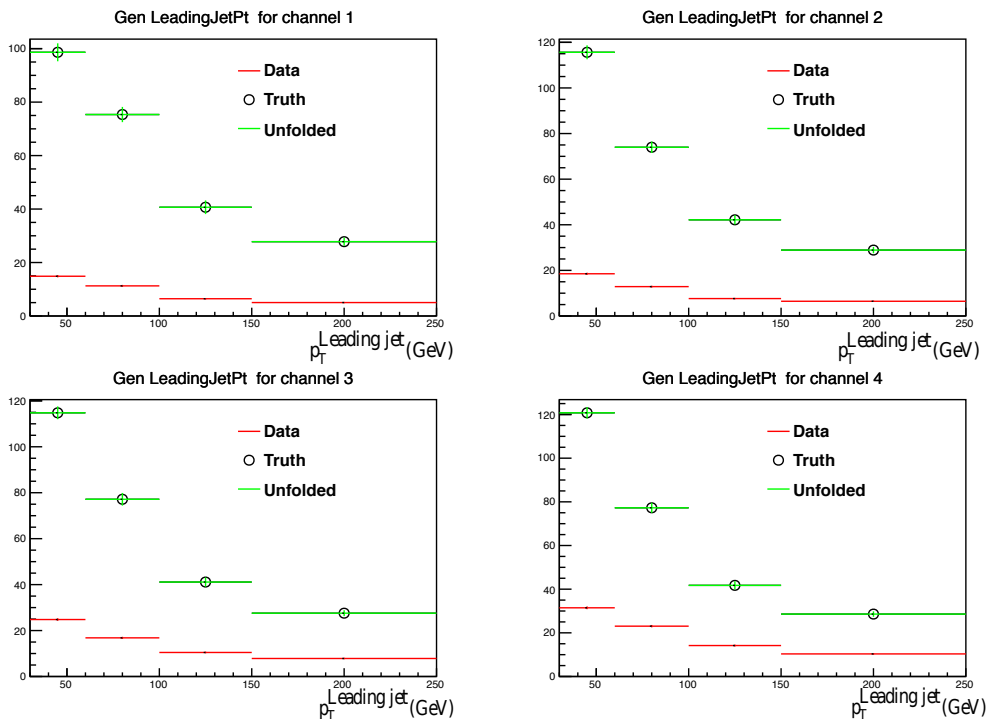 Gen LeadingJetPt for channel 1
100
80
60
40
20
0
Data
Truth
Unfolded
50 100 150 200 250
p_T^Leading jet (GeV)
Gen LeadingJetPt for channel 2
120
100
80
60
40
20
0
Data
Truth
Unfolded
50 100 150 200 250
p_T^Leading jet (GeV)
Gen LeadingJetPt for channel 3
120
100
80
60
40
20
0
Data
Truth
Unfolded
50 100 150 200 250
p_T^Leading jet (GeV)
Gen LeadingJetPt for channel 4
120
100
80
60
40
20
0
Data
Truth
Unfolded
50 100 150 200 250
p_T^Leading jet (GeV)